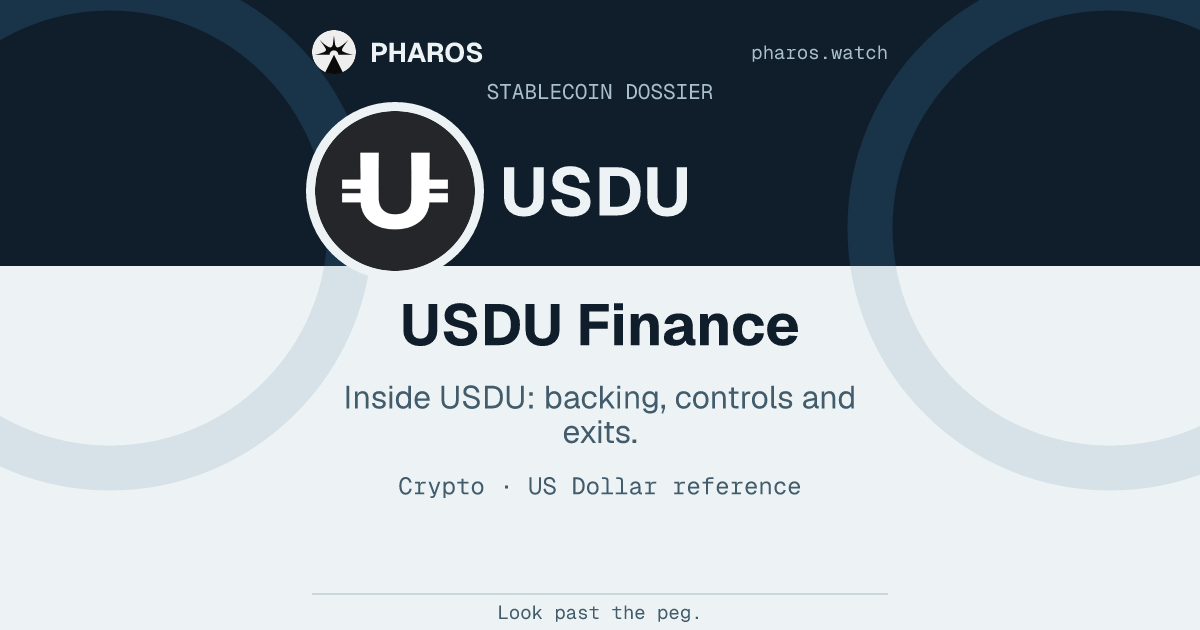 PHAROS
pharos.watch
STABLECOIN DOSSIER
USDU
USDU Finance
Inside USDU: backing, controls and
exits.
Crypto · US Dollar reference
Look past the peg.